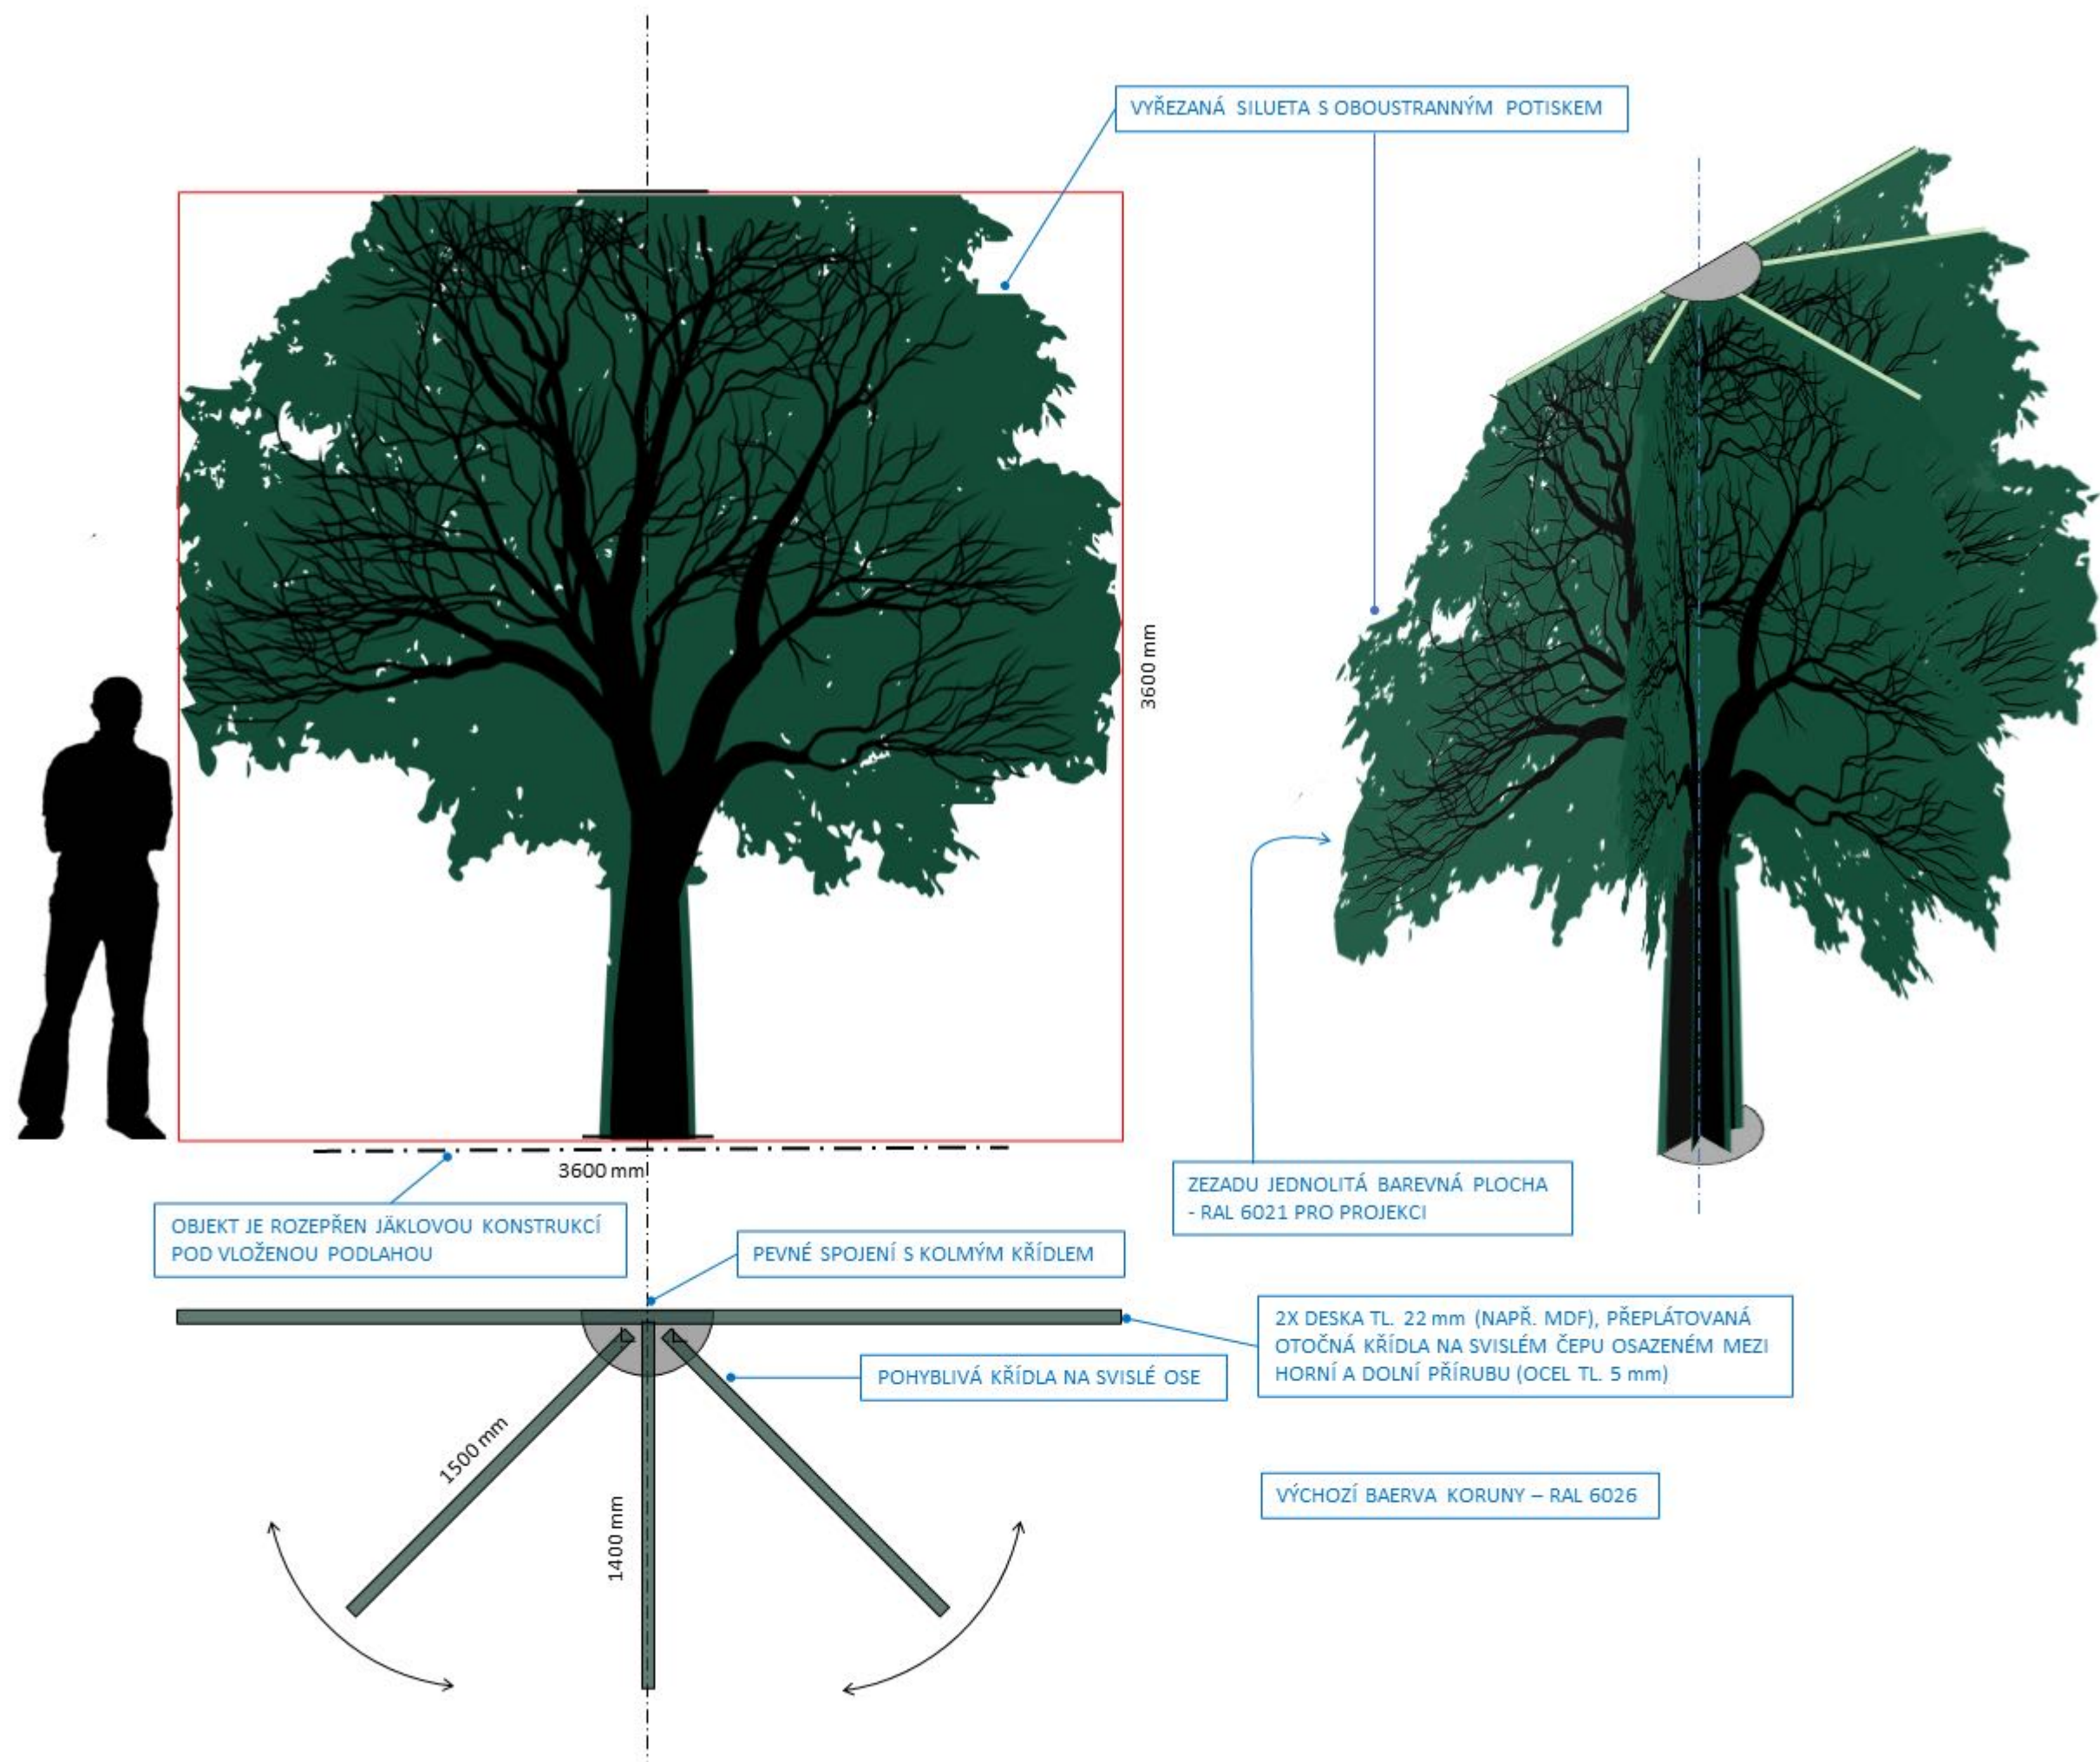 VYŘEZANÁ SILUETA S OBOUSTRANNÝM POTISKEM
3600 mm
3600 mm
OBJEKT JE ROZEPŘEN JÄKLOVOU KONSTRUKCÍ
POD VLOŽENOU PODLAHOU
ZEZADU JEDNOLITÁ BAREVNÁ PLOCHA
- RAL 6021 PRO PROJEKCI
PEVNÉ SPOJENÍ S KOLMÝM KŘÍDLEM
2X DESKA TL. 22 mm (NAPŘ. MDF), PŘEPLÁTOVANÁ
OTOČNÁ KŘÍDLA NA SVISLÉM ČEPU OSAZENÉM MEZI
HORNÍ A DOLNÍ PŘÍRUBU (OCEL TL. 5 mm)
POHYBLIVÁ KŘÍDLA NA SVISLÉ OSE
1500 mm
1400 mm
VÝCHOZÍ BAERVA KORUNY – RAL 6026